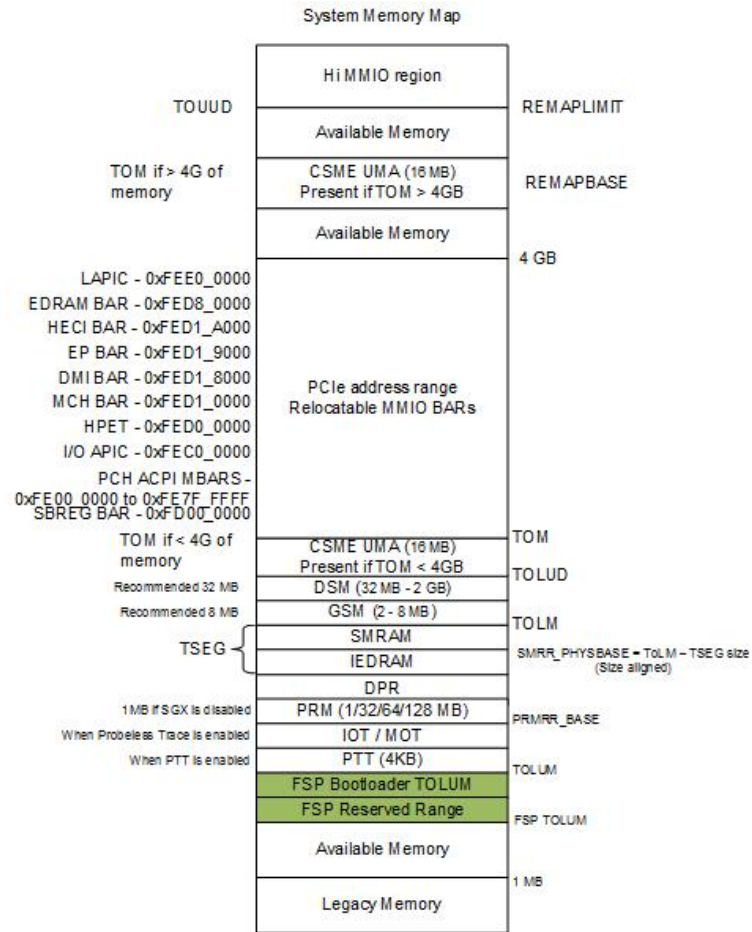 System Memory Map
Hi MMIO region
TOUUD
REMAPLIMIT
Available Memory
TOM if > 4G of
memory
CSME UMA (16 MB)
Present if TOM > 4GB
REMAPBASE
Available Memory
4 GB
LAPIC - 0xFEE0_0000
EDRAM BAR - 0xFED8_0000
HECI BAR - 0xFED1_A000
EP BAR - 0xFED1_9000
DMI BAR - 0xFED1_8000
MCH BAR - 0xFED1_0000
HPET - 0xFED0_0000
I/O APIC - 0xFEC0_0000
PCH ACPI MBARS -
0xFE00_0000 to 0xFE7F_FFFF
SBREG BAR - 0xFD00_0000
PCIe address range
Relocatable MMIO BARs
TOM if < 4G of
memory
TOM
CSME UMA (16 MB)
Present if TOM < 4GB
TOLUD
Recommended 32 MB
DSM (32 MB - 2 GB)
Recommended 8 MB
GSM (2 - 8 MB)
TOLM
TSEG
SMRAM
IEDRAM
SMRR_PHYSBASE = ToLM – TSEG size
(Size aligned)
DPR
1MB if SGX is disabled
PRM (1/32/64/128 MB)
PRMRR_BASE
When Probeless Trace is enabled
IOT / MOT
When PTT is enabled
PTT (4KB)
TOLUM
FSP Bootloader TOLUM
FSP Reserved Range
FSP TOLUM
Available Memory
1 MB
Legacy Memory